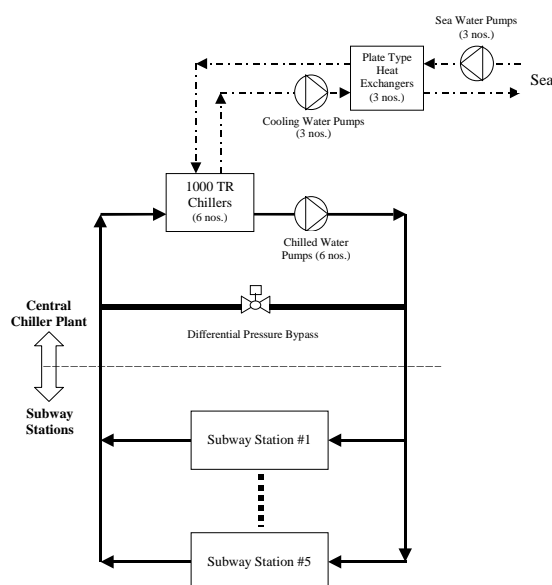 Sea Water Pumps
(3 nos.)
Plate Type
Heat
Exchangers
(3 nos.)
Sea
Cooling Water Pumps
(3 nos.)
1000 TR
Chillers
(6 nos.)
Chilled Water
Pumps (6 nos.)
Central
Chiller Plant
Differential Pressure Bypass
Subway
Stations
Subway Station #1
Subway Station #5